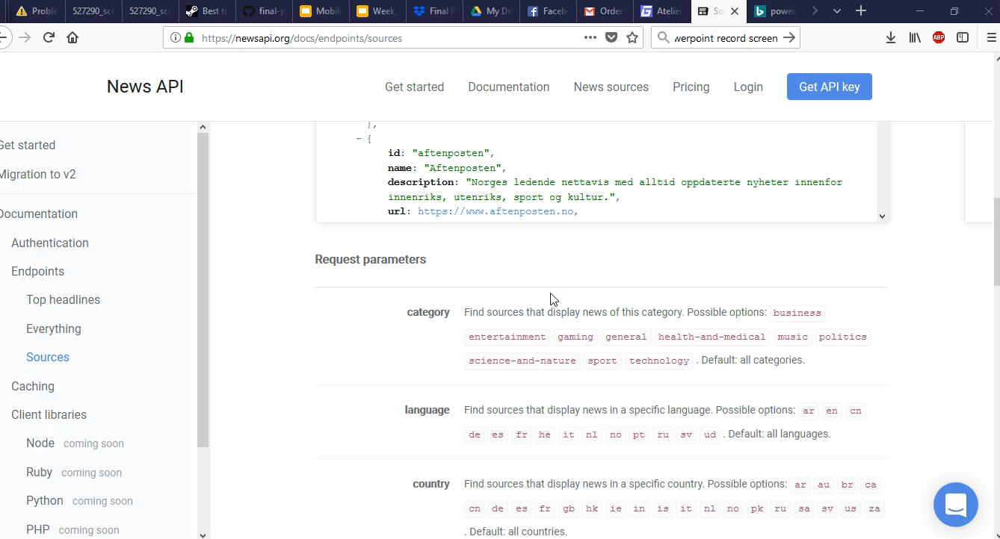 Proble 527290_sc 527290_sc Best t final-p Mobil Week_ Final P My Dr Faceb Order Atelie So power
https://newsapi.org/docs/endpoints/sources werpoint record screen
News API Get started Documentation News sources Pricing Login Get API key
Get started
Migration to v2
Documentation
Authentication
Endpoints
Top headlines
Everything
Sources
Caching
Client libraries
Node coming soon
Ruby coming soon
Python coming soon
PHP coming soon
},
- {
id: "aftenposten",
name: "Aftenposten",
description: "Norges ledende nettavis med alltid oppdaterte nyheter innenfor
innenriks, utenriks, sport og kultur.",
url: https://www.aftenposten.no,
Request parameters
category Find sources that display news of this category. Possible options: business
entertainment gaming general health-and-medical music politics
science-and-nature sport technology . Default: all categories.
language Find sources that display news in a specific language. Possible options: ar en cn
de es fr he it nl no pt ru sv ud . Default: all languages.
country Find sources that display news in a specific country. Possible options: ar au br ca
cn de es fr gb hk ie in is it nl no pk ru sa sv us za
. Default: all countries.
ABP